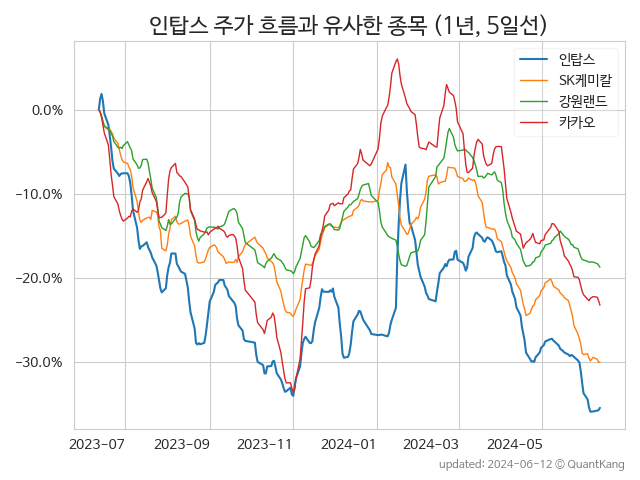 인탑스 주가 흐름과 유사한 종목 (1년, 5일선)
인탑스
SK케미칼
강원랜드
카카오
0.0%
−10.0%
−20.0%
−30.0%
2023−07 2023−09 2023−11 2024−01 2024−03 2024−05
updated: 2024-06-12 © QuantKang